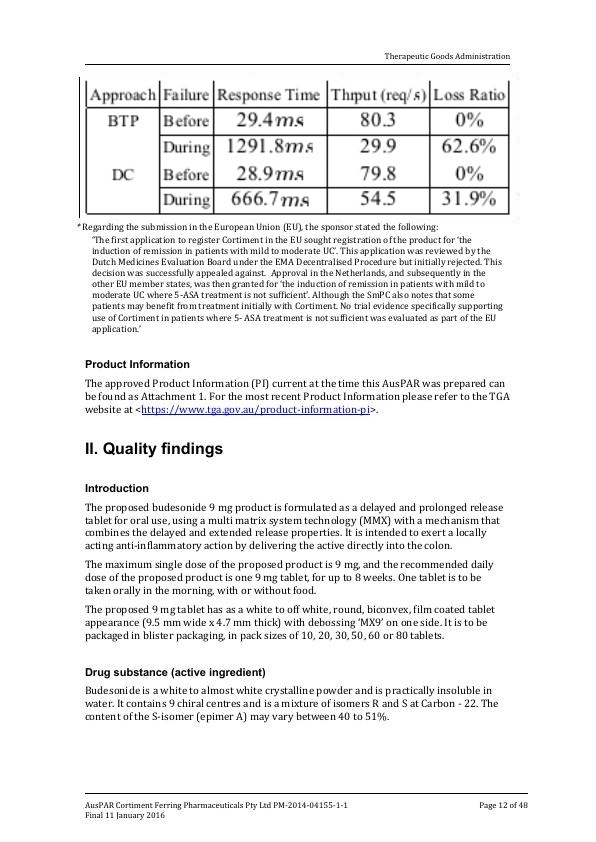 Therapeutic Goods Administration
Approach Failure Response Time Thrput (req/s) Loss Ratio
BTP Before 29.4ms 80.3 0%
During 1291.8ms 29.9 62.6%
DC Before 28.9ms 79.8 0%
During 666.7ms 54.5 31.9%
*Regarding the submission in the European Union (EU), the sponsor stated the following:
‘The first application to register Cortiment in the EU sought registration of the product for ‘the
induction of remission in patients with mild to moderate UC’. This application was reviewed by the
Dutch Medicines Evaluation Board under the EMA Decentralised Procedure but initially rejected. This
decision was successfully appealed against. Approval in the Netherlands, and subsequently in the
other EU member states, was then granted for ‘the induction of remission in patients with mild to
moderate UC where 5-ASA treatment is not sufficient’. Although the SmPC also notes that some
patients may benefit from treatment initially with Cortiment. No trial evidence specifically supporting
use of Cortiment in patients where 5- ASA treatment is not sufficient was evaluated as part of the EU
application.’
Product Information
The approved Product Information (PI) current at the time this AusPAR was prepared can
be found as Attachment 1. For the most recent Product Information please refer to the TGA
website at <https://www.tga.gov.au/product-information-pi>.
II. Quality findings
Introduction
The proposed budesonide 9 mg product is formulated as a delayed and prolonged release
tablet for oral use, using a multi matrix system technology (MMX) with a mechanism that
combines the delayed and extended release properties. It is intended to exert a locally
acting anti-inflammatory action by delivering the active directly into the colon.
The maximum single dose of the proposed product is 9 mg, and the recommended daily
dose of the proposed product is one 9 mg tablet, for up to 8 weeks. One tablet is to be
taken orally in the morning, with or without food.
The proposed 9 mg tablet has as a white to off white, round, biconvex, film coated tablet
appearance (9.5 mm wide x 4.7 mm thick) with debossing ‘MX9’ on one side. It is to be
packaged in blister packaging, in pack sizes of 10, 20, 30, 50, 60 or 80 tablets.
Drug substance (active ingredient)
Budesonide is a white to almost white crystalline powder and is practically insoluble in
water. It contains 9 chiral centres and is a mixture of isomers R and S at Carbon - 22. The
content of the S-isomer (epimer A) may vary between 40 to 51%.
AusPAR Cortiment Ferring Pharmaceuticals Pty Ltd PM-2014-04155-1-1 Page 12 of 48
Final 11 January 2016